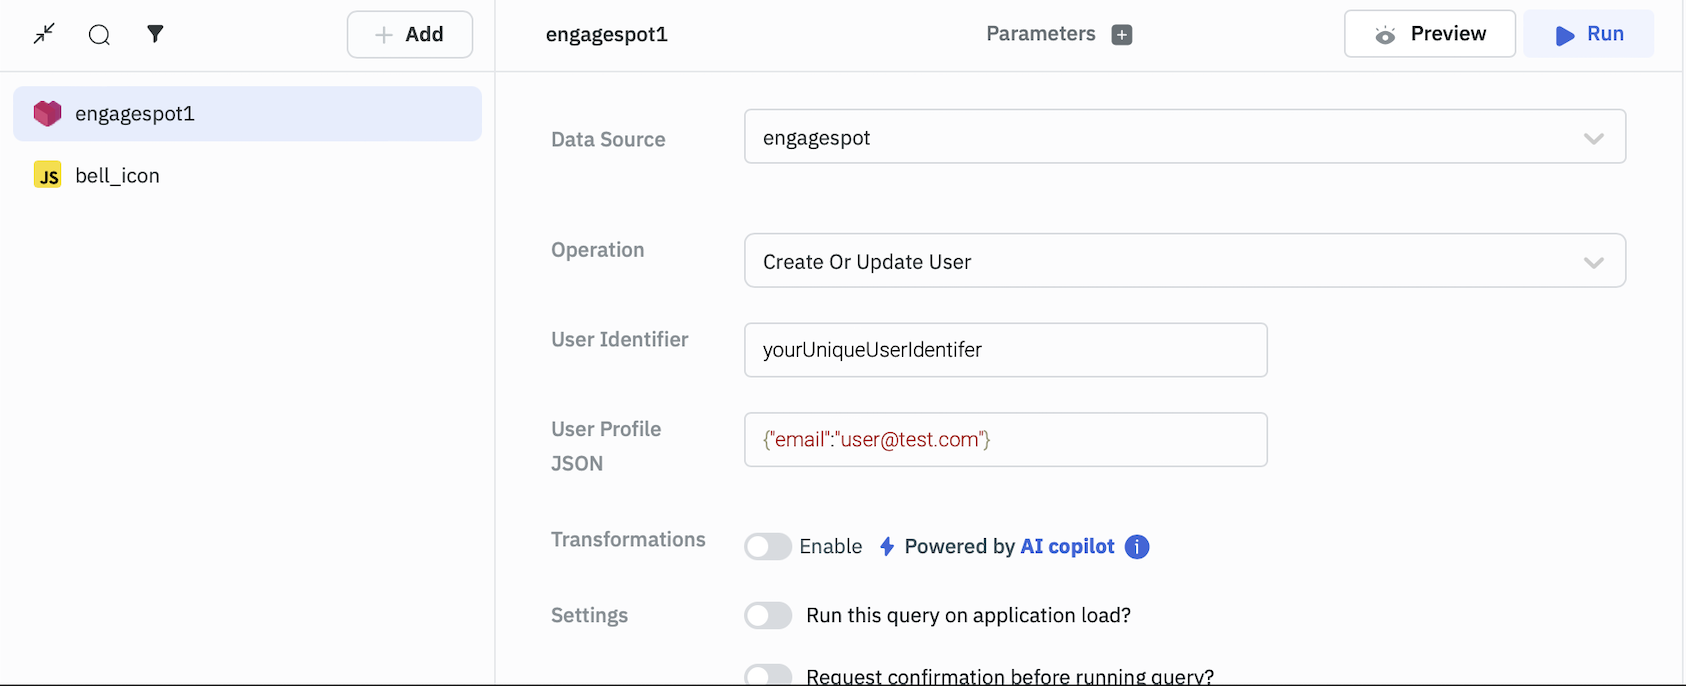 Add
engagespot1
JS bell_icon
engagespot1
Parameters
Preview
Run
Data Source
engagespot
Operation
Create Or Update User
User Identifier
yourUniqueUserIdentifer
User Profile
JSON
{"email":"user@test.com"}
Transformations
Enable
Powered by AI copilot
Settings
Run this query on application load?
Request confirmation before running query?